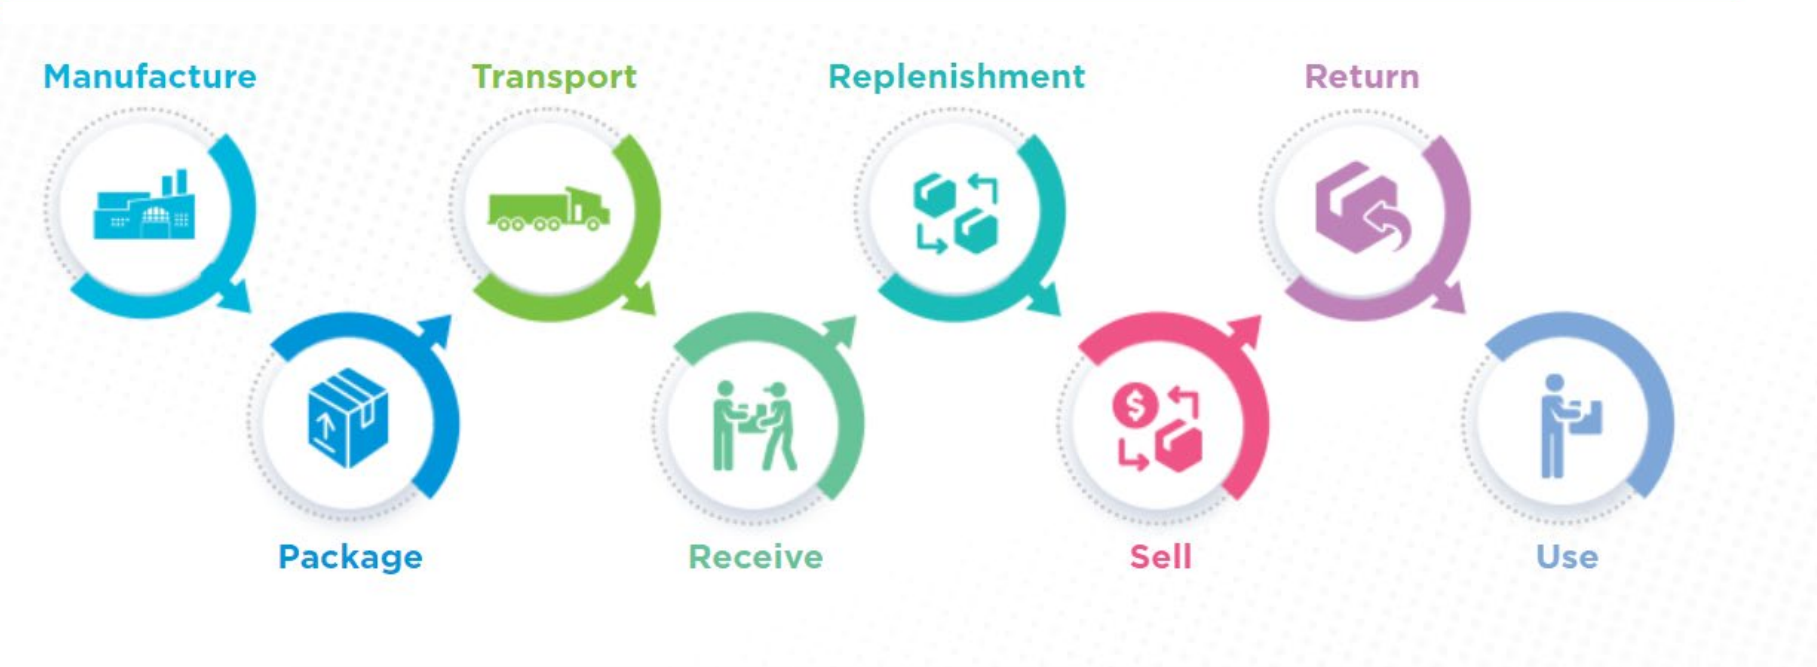 Manufacture
Transport
Replenishment
Return
$
Package
Receive
Sell
Use